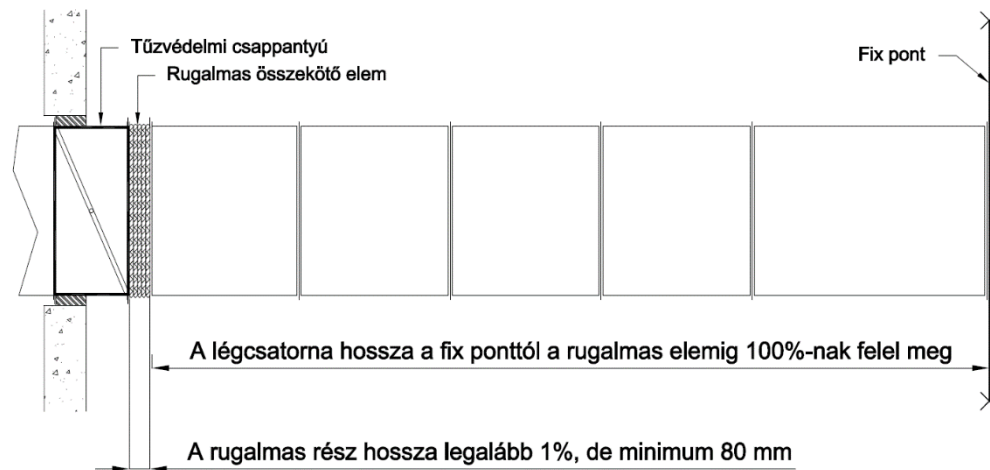 Tűzvédelmi csappantyú
Rugalmas összekötő elem
Fix pont
A légcsatorna hossza a fix ponttól a rugalmas elemig 100%-nak felel meg
A rugalmas rész hossza legalább 1%, de minimum 80 mm